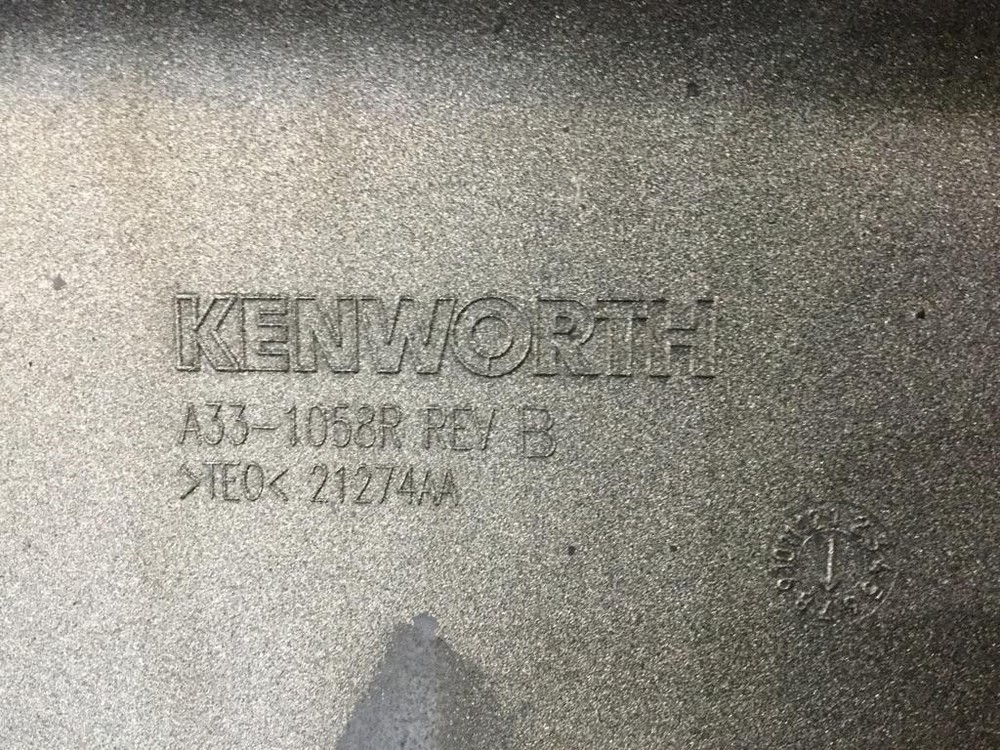 KENWORTH
A33-1058R REV B
>TEO< 21274AA